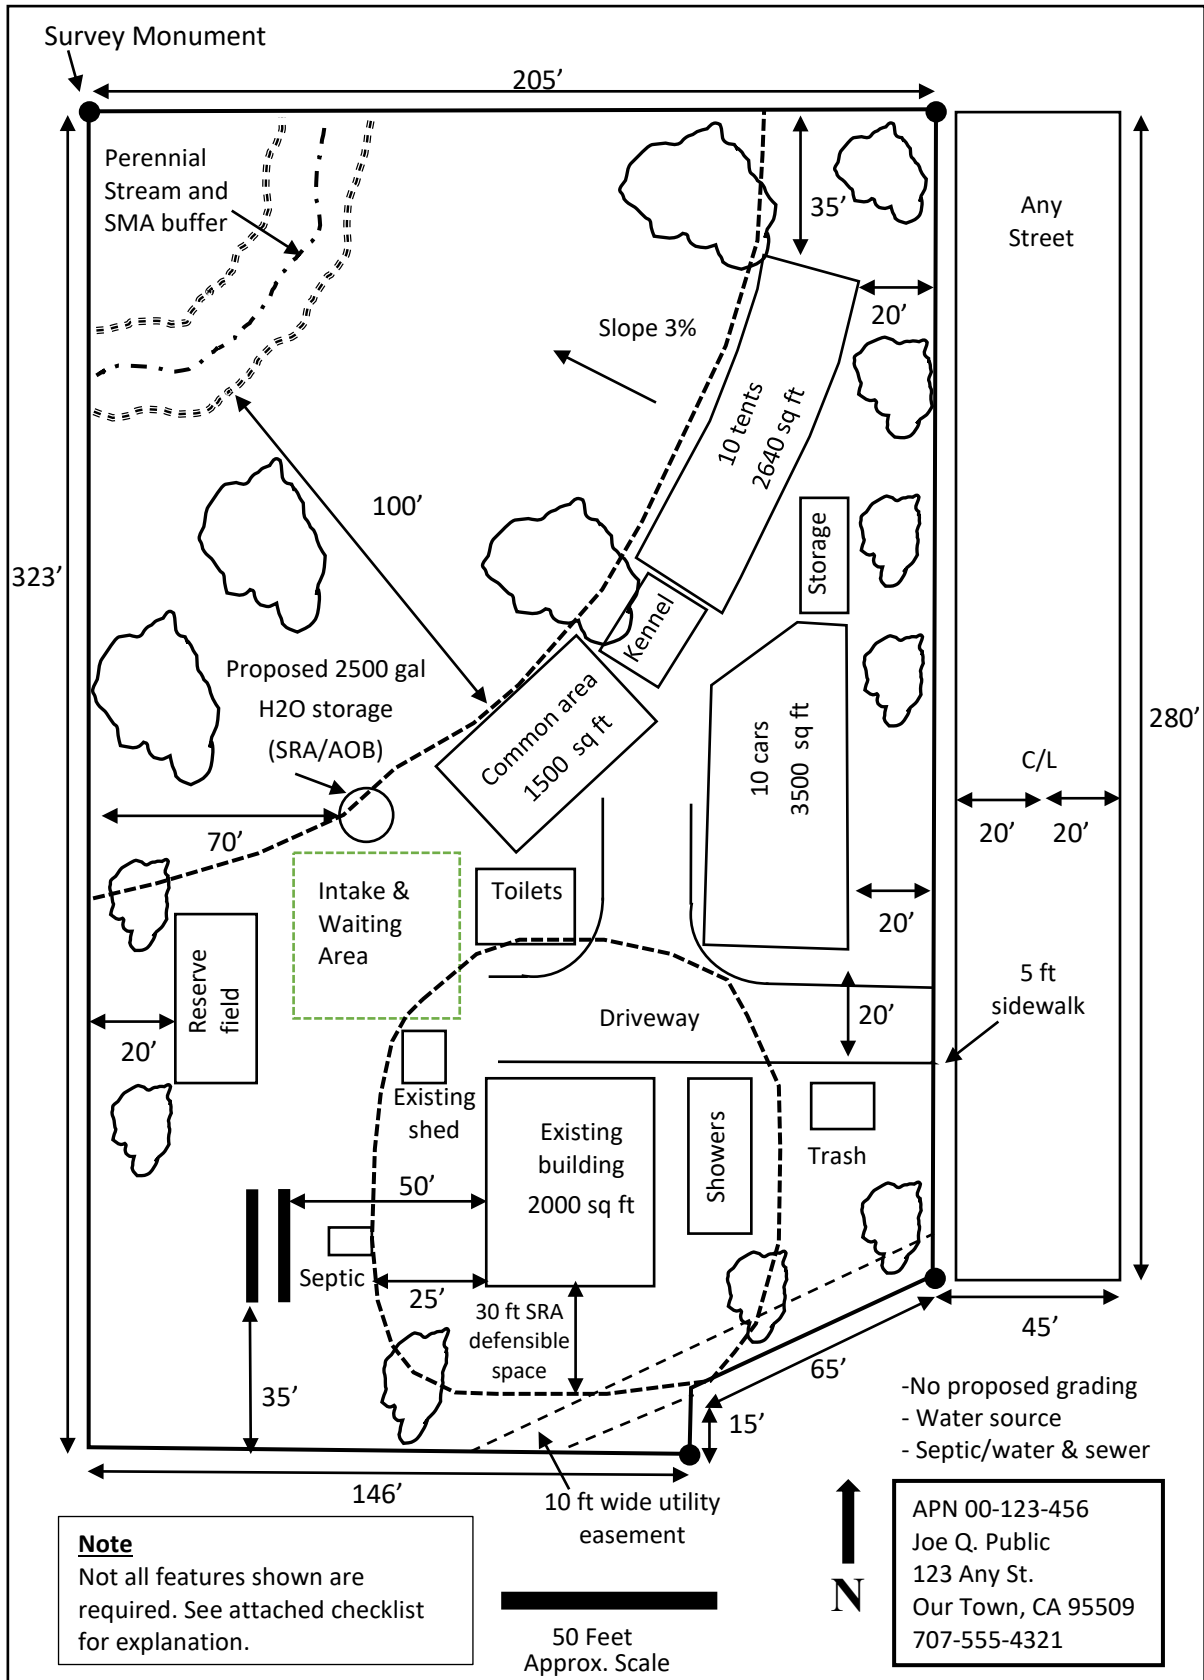 Survey Monument
205’
Perennial
Stream and
SMA buffer
35’
Any
Street
20’
Slope 3%
10 tents
2640 sq ft
100’
323’
Storage
Kennel
280’
Proposed 2500 gal
H2O storage
(SRA/AOB)
Common area
1500 sq ft
10 cars
3500 sq ft
C/L
20’
20’
70’
Intake &
Waiting
Area
Toilets
20’
5 ft
sidewalk
Reserve
field
20’
Driveway
20’
Existing
shed
Existing
building
2000 sq ft
Showers
Trash
50’
Septic
25’
30 ft SRA
defensible
space
45’
65’
35’
15’
-No proposed grading
- Water source
- Septic/water & sewer
146’
10 ft wide utility
easement
Note
Not all features shown are
required. See attached checklist
for explanation.
50 Feet
Approx. Scale
N
APN 00-123-456
Joe Q. Public
123 Any St.
Our Town, CA 95509
707-555-4321